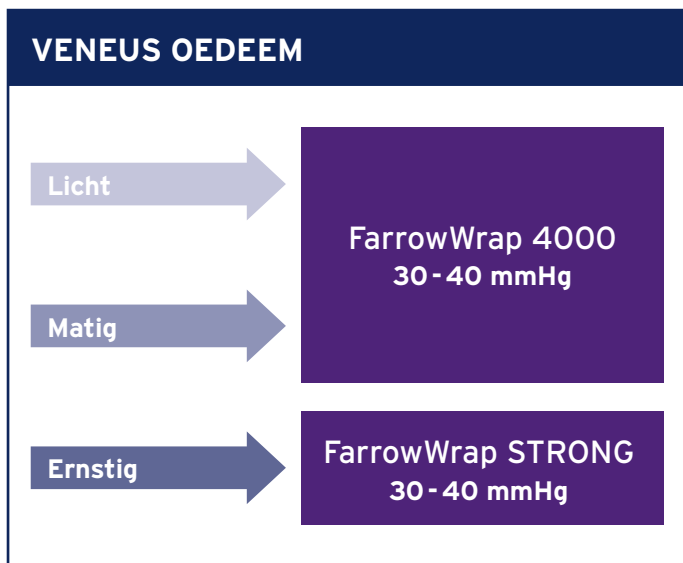 VENEUS OEDEEM
Licht
FarrowWrap 4000
30-40 mmHg
Matig
Ernstig
FarrowWrap STRONG
30-40 mmHg